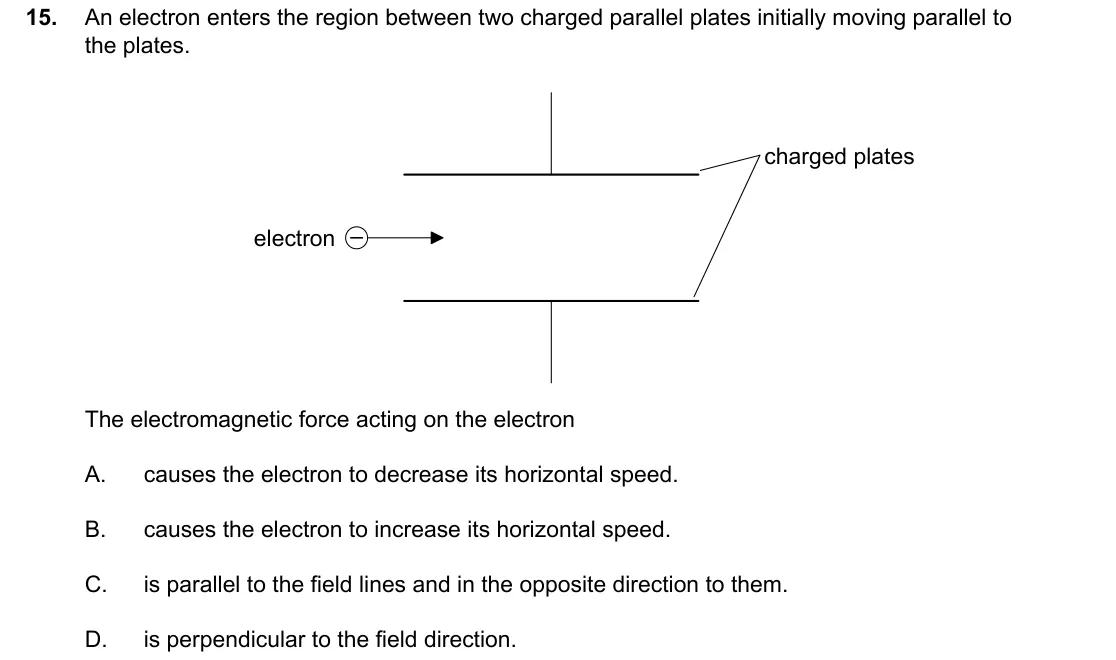 15. An electron enters the region between two charged parallel plates initially moving parallel to
the plates.
charged plates
electron
The electromagnetic force acting on the electron
A. causes the electron to decrease its horizontal speed.
B. causes the electron to increase its horizontal speed.
C. is parallel to the field lines and in the opposite direction to them.
D. is perpendicular to the field direction.